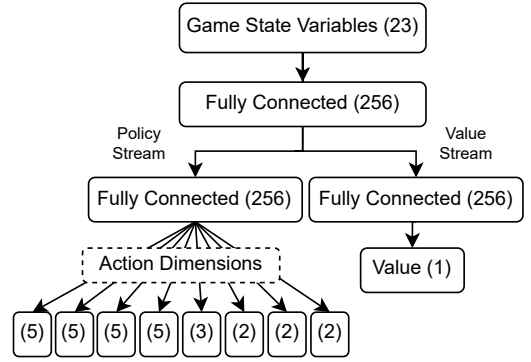 Game State Variables (23)
Fully Connected (256)
Policy
Stream
Value
Stream
Fully Connected (256)
Fully Connected (256)
Action Dimensions
Value (1)
(5) (5) (5) (5) (3) (2) (2) (2)